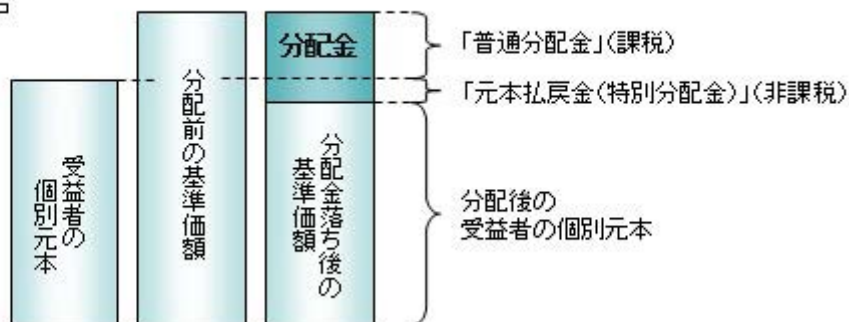 受益者の
個別元本
分配前の基準価額
分配金
分配金落ち後の
基準価額
「普通分配金」(課税)
「元本払戻金(特別分配金)」(非課税)
分配後の
受益者の個別元本